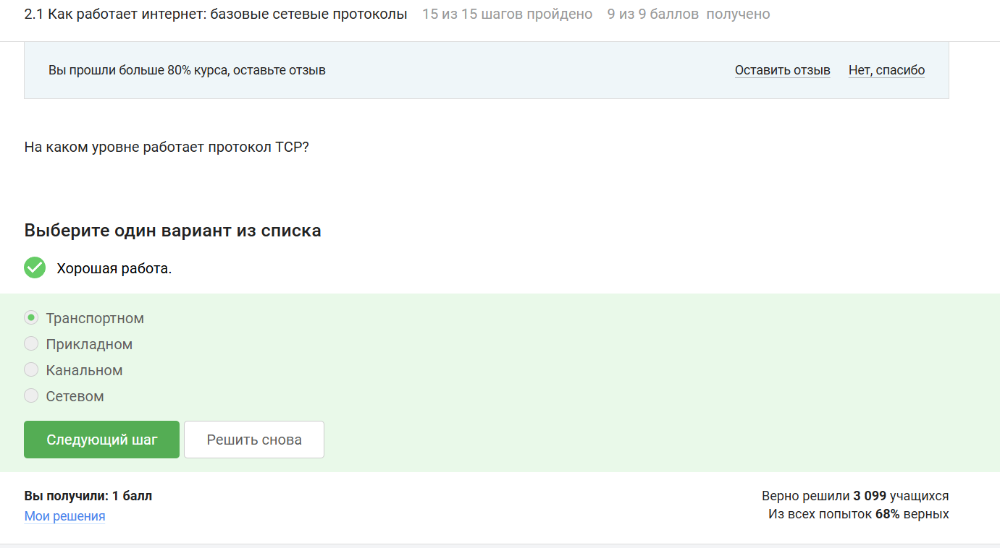 2.1 Как работает интернет: базовые сетевые протоколы 15 из 15 шагов пройдено 9 из 9 баллов получено
Вы прошли больше 80% курса, оставьте отзыв Оставить отзыв Нет, спасибо
На каком уровне работает протокол TCP?
Выберите один вариант из списка
Хорошая работа.
Транспортном
Прикладном
Канальном
Сетевом
Следующий шаг Решить снова
Вы получили: 1 балл
Мои решения
Верно решили 3 099 учащихся
Из всех попыток 68% верных